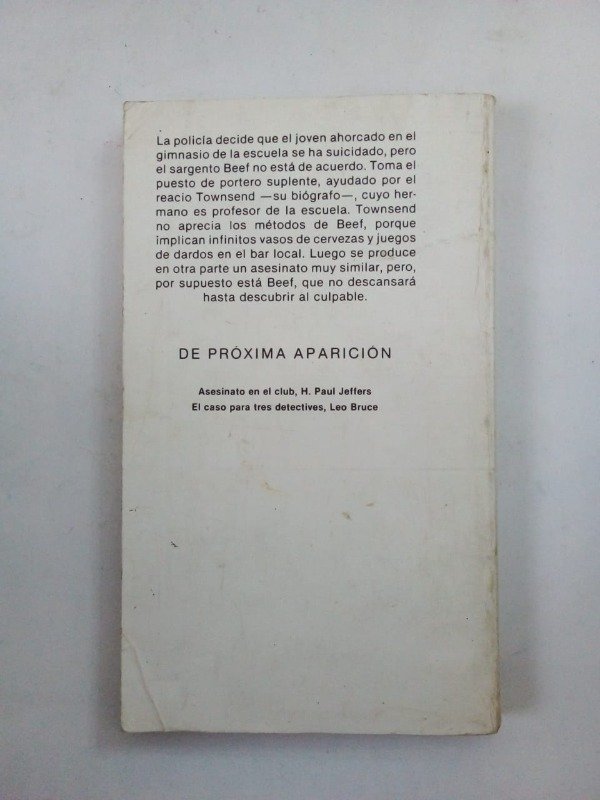 La policía decide que el joven ahorcado en el
gimnasio de la escuela se ha suicidado, pero
el sargento Beef no está de acuerdo. Toma el
puesto de portero suplente, ayudado por el
reacio Townsend —su biógrafo—, cuyo her-
mano es profesor de la escuela. Townsend
no aprecia los métodos de Beef, porque
implican infinitos vasos de cervezas y juegos
de dardos en el bar local. Luego se produce
en otra parte un asesinato muy similar, pero,
por supuesto está Beef, que no descansará
hasta descubrir al culpable.
DE PRÓXIMA APARICIÓN
Asesinato en el club, H. Paul Jeffers
El caso para tres detectives, Leo Bruce